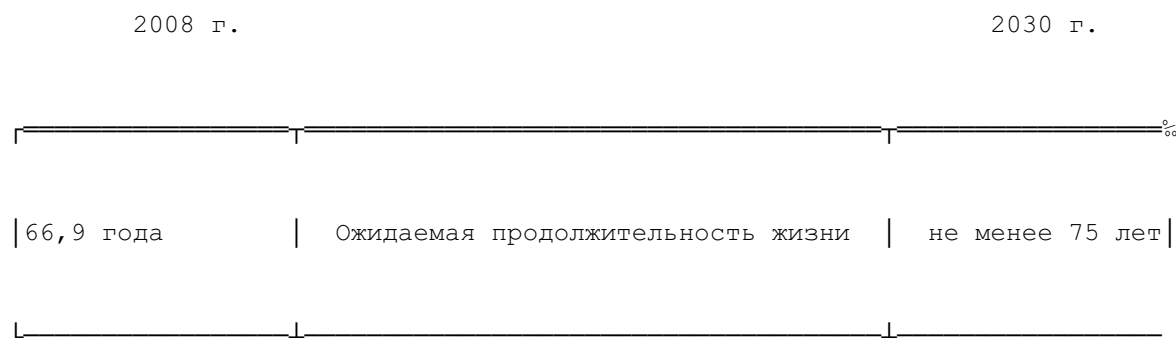 2008 г. 2030 г.
66,9 года Ожидаемая продолжительность жизни не менее 75 лет